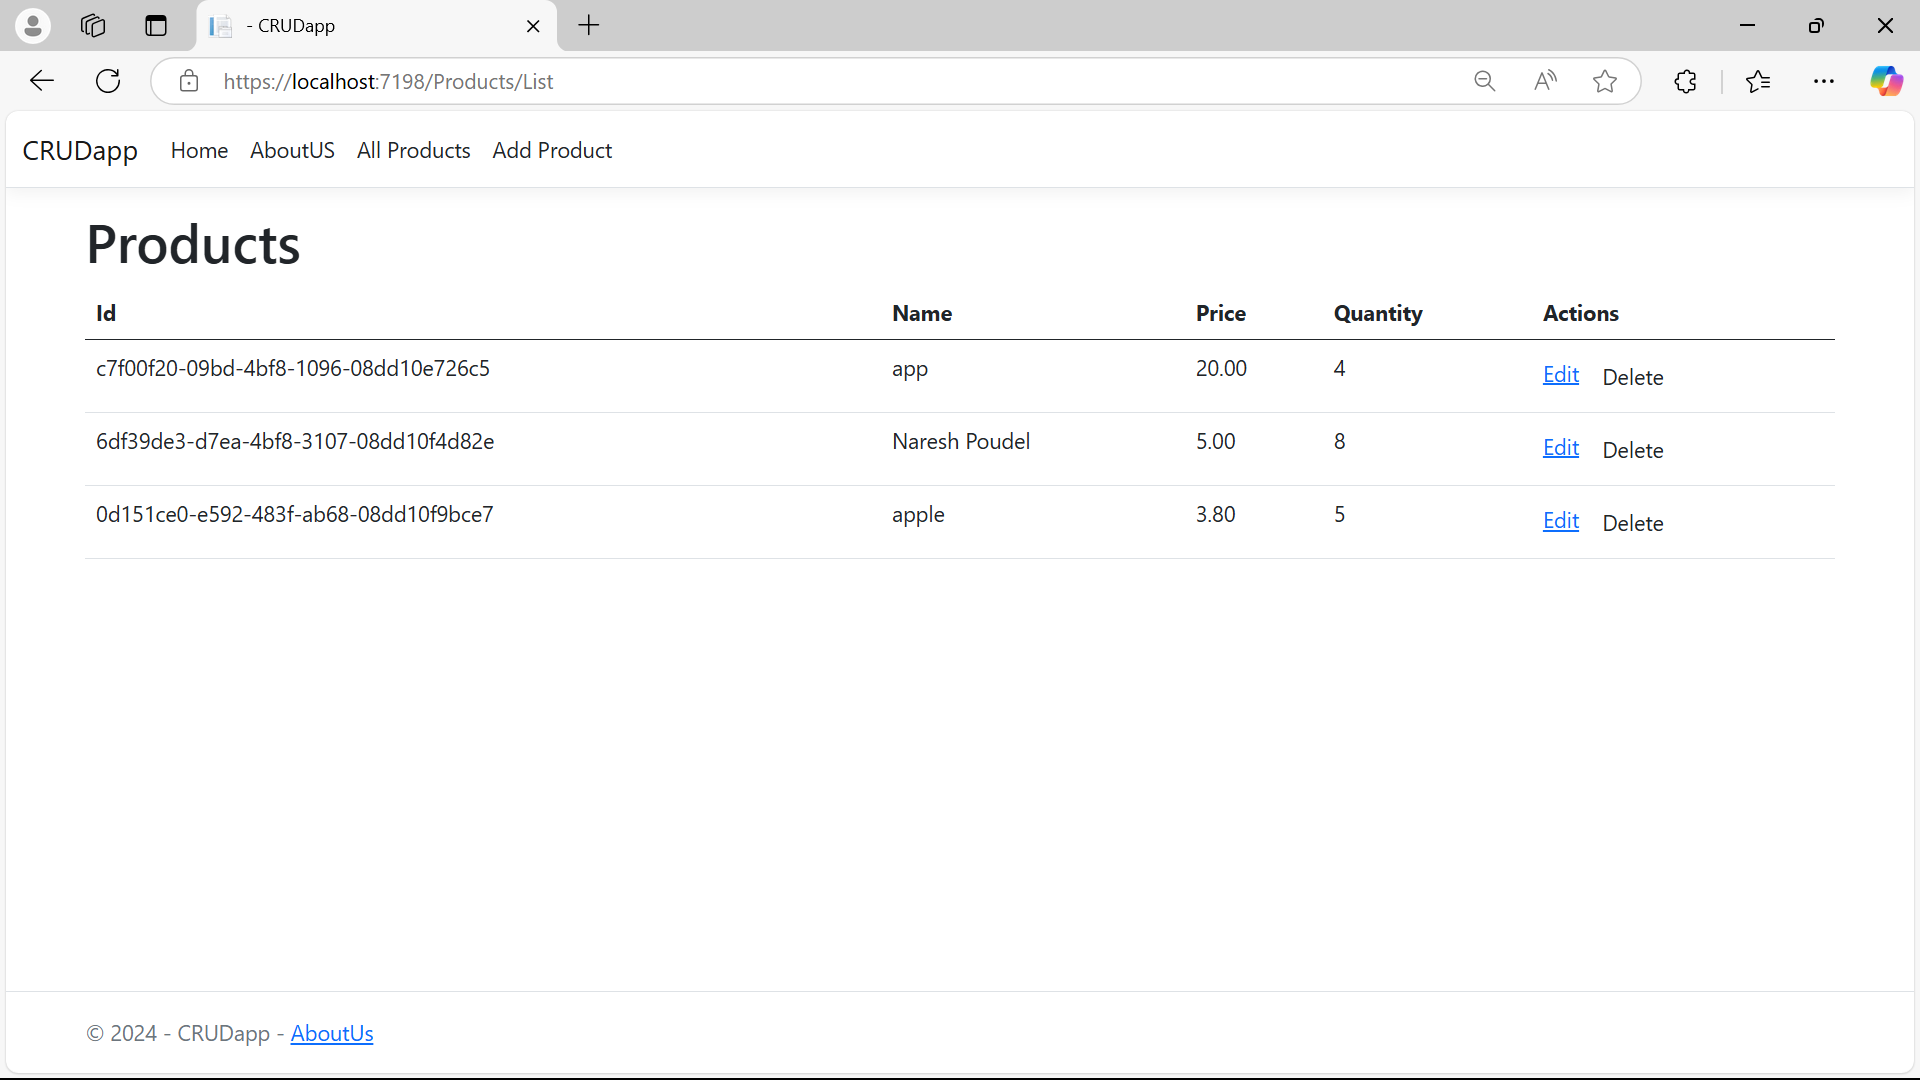 - CRUDapp
https://localhost:7198/Products/List
CRUDapp Home AboutUS All Products Add Product
Products
Id Name Price Quantity Actions
c7f00f20-09bd-4bf8-1096-08dd10e726c5 app 20.00 4 Edit Delete
6df39de3-d7ea-4bf8-3107-08dd10f4d82e Naresh Poudel 5.00 8 Edit Delete
0d151ce0-e592-483f-ab68-08dd10f9bce7 apple 3.80 5 Edit Delete
© 2024 - CRUDapp - AboutUs